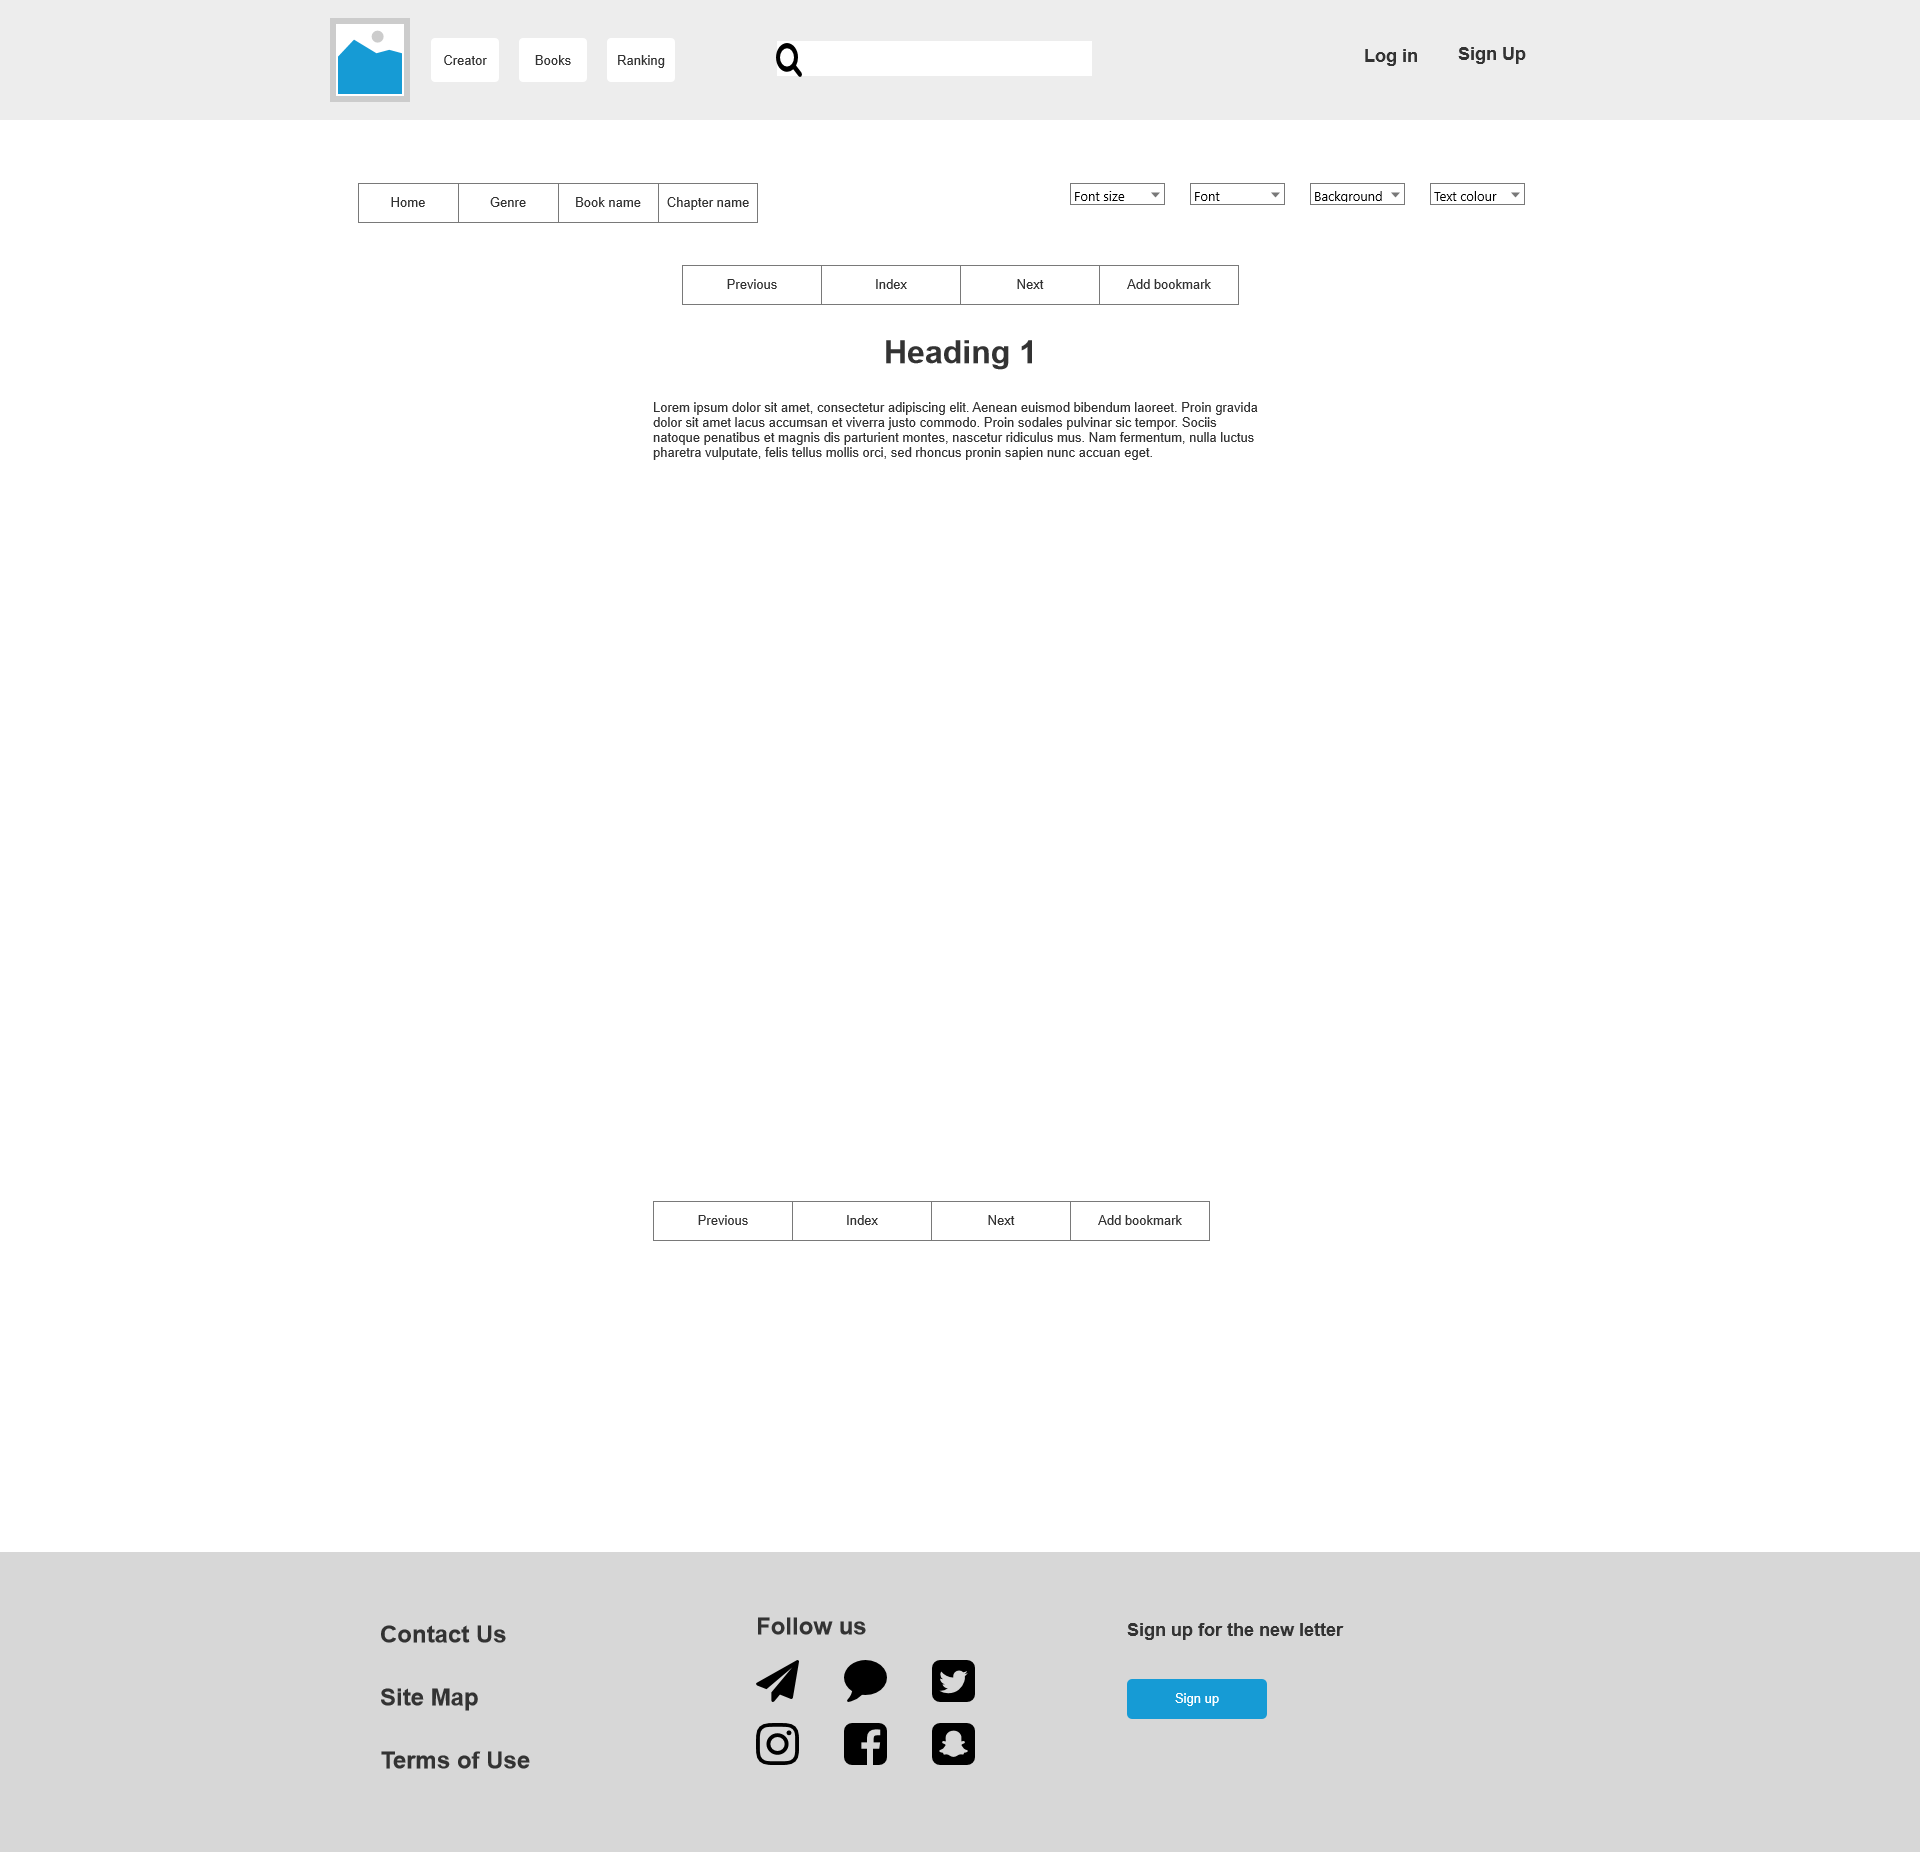 Creator Books Ranking Log in Sign Up
Home Genre Book name Chapter name Font size Font Background Text colour
Previous Index Next Add bookmark
Heading 1
Lorem ipsum dolor sit amet, consectetur adipiscing elit. Aenean euismod bibendum laoreet. Proin gravida
dolor sit amet lacus accumsan et viverra justo commodo. Proin sodales pulvinar sic tempor. Sociis
natoque penatibus et magnis dis parturient montes, nascetur ridiculus mus. Nam fermentum, nulla luctus
pharetra vulputate, felis tellus mollis orci, sed rhoncus pronin sapien nunc accuan eget.
Previous Index Next Add bookmark
Contact Us
Site Map
Terms of Use
Follow us
Sign up for the new letter
Sign up